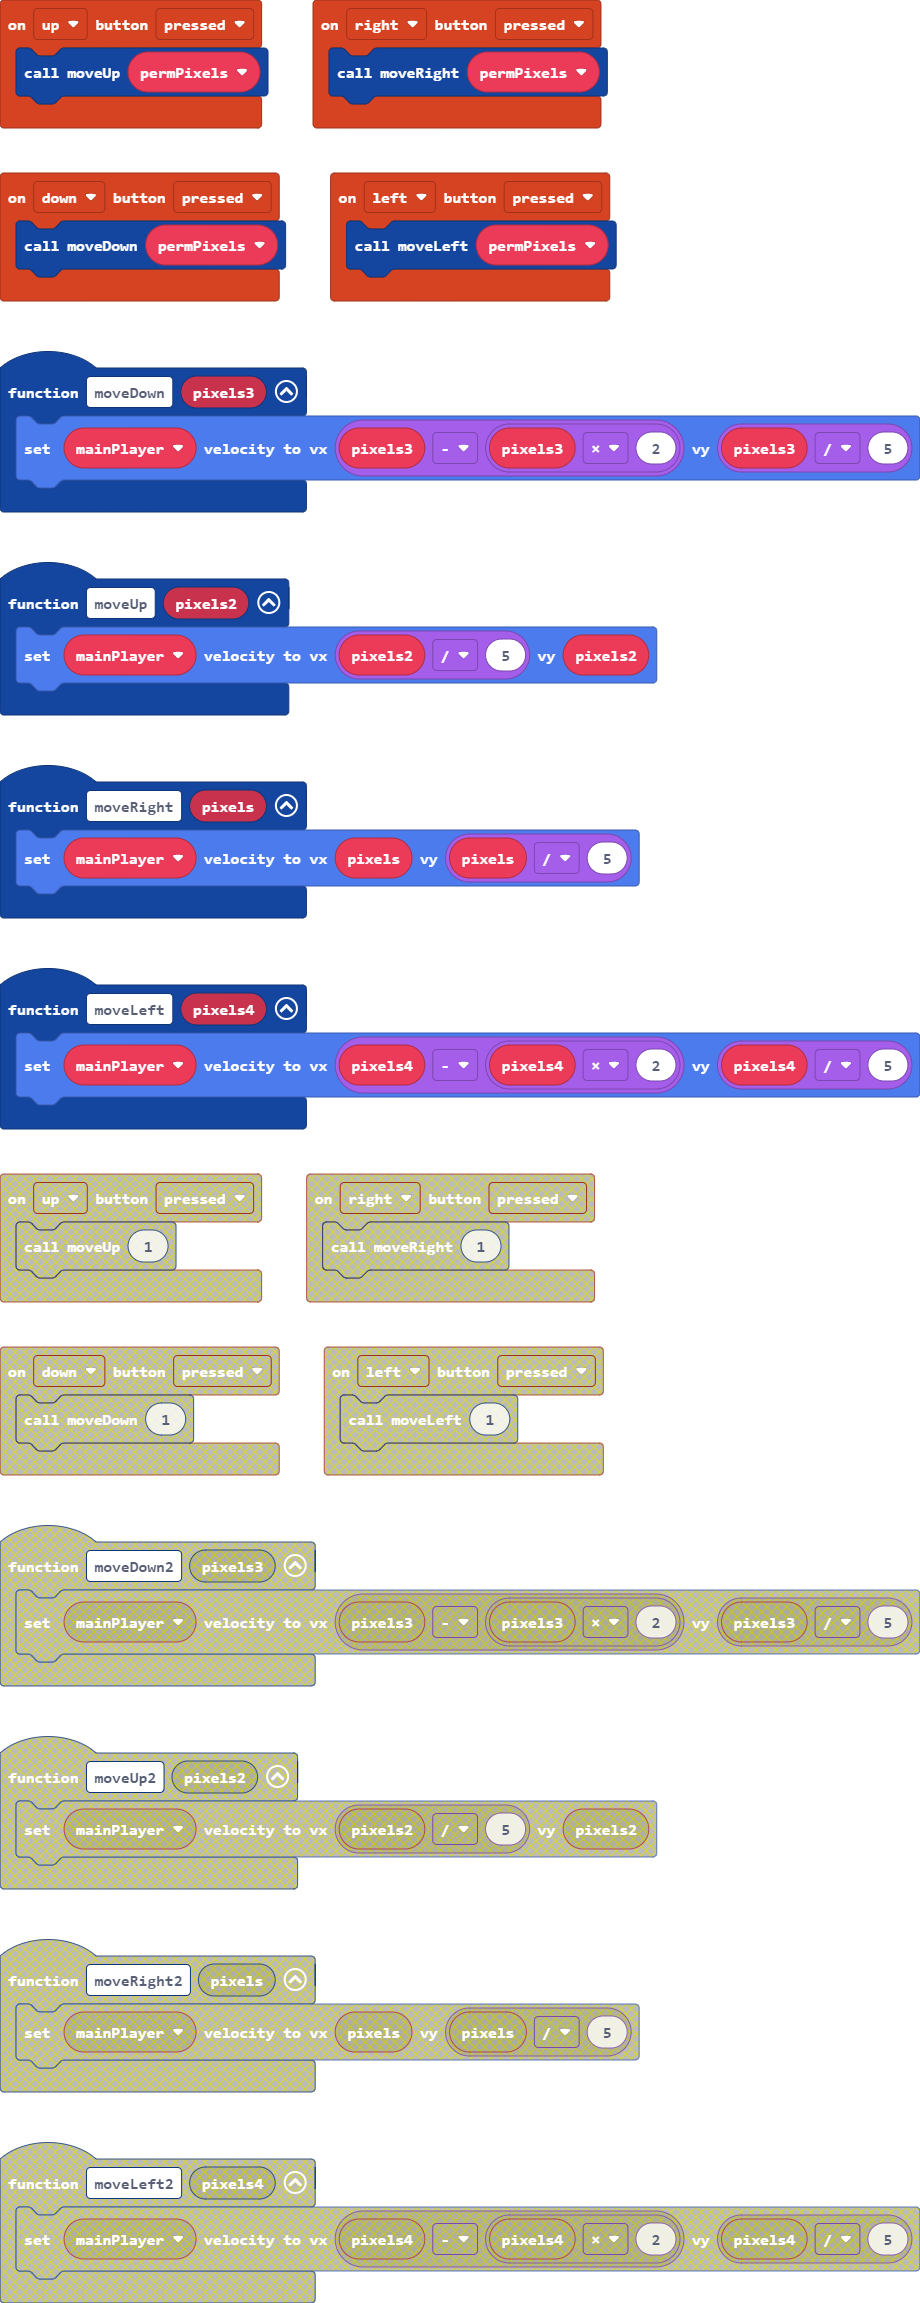 on up button pressed
call moveUp permPixels
on right button pressed
call moveRight permPixels
on down button pressed
call moveDown permPixels
on left button pressed
call moveLeft permPixels
function moveDown pixels3
set mainPlayer velocity to vx pixels3 - pixels3 × 2 vy pixels3 / 5
function moveUp pixels2
set mainPlayer velocity to vx pixels2 / 5 vy pixels2
function moveRight pixels
set mainPlayer velocity to vx pixels vy pixels / 5
function moveLeft pixels4
set mainPlayer velocity to vx pixels4 - pixels4 × 2 vy pixels4 / 5
on up button pressed
call moveUp 1
on right button pressed
call moveRight 1
on down button pressed
call moveDown 1
on left button pressed
call moveLeft 1
function moveDown2 pixels3
set mainPlayer velocity to vx pixels3 - pixels3 × 2 vy pixels3 / 5
function moveUp2 pixels2
set mainPlayer velocity to vx pixels2 / 5 vy pixels2
function moveRight2 pixels
set mainPlayer velocity to vx pixels vy pixels / 5
function moveLeft2 pixels4
set mainPlayer velocity to vx pixels4 - pixels4 × 2 vy pixels4 / 5